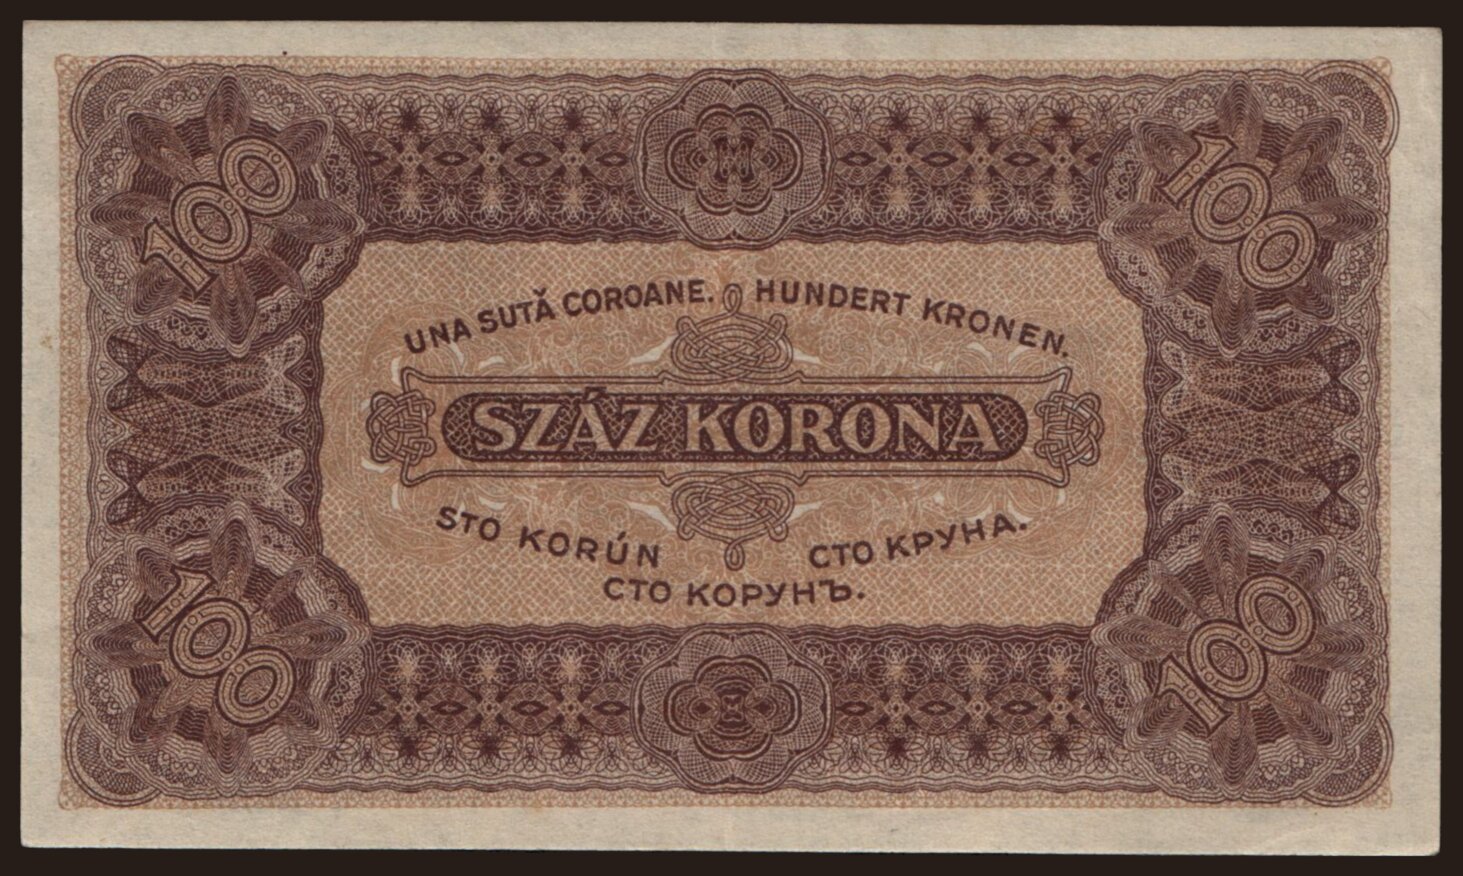 100
100
UNA SUTĂ COROANE. HUNDERT KRONEN.
SZÁZ KORONA
STO KORÚN
СТО КРУНА.
СТО КОРУНЪ.
100
100